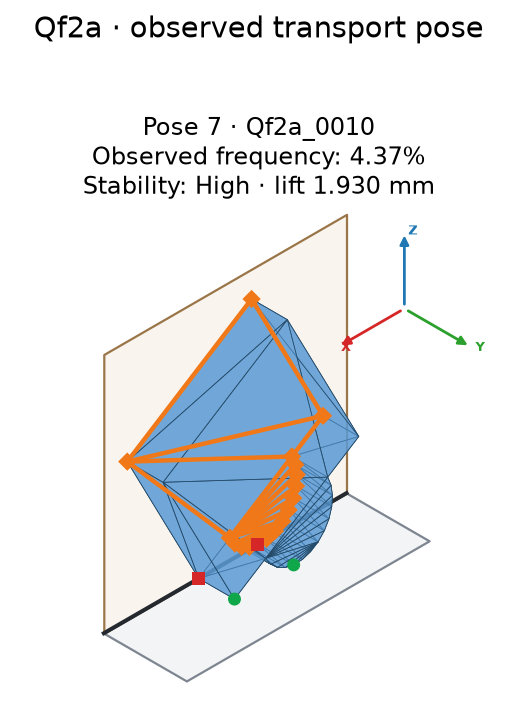 Qf2a · observed transport pose
Pose 7 · Qf2a_0010
Observed frequency: 4.37%
Stability: High · lift 1.930 mm
Z
X
Y